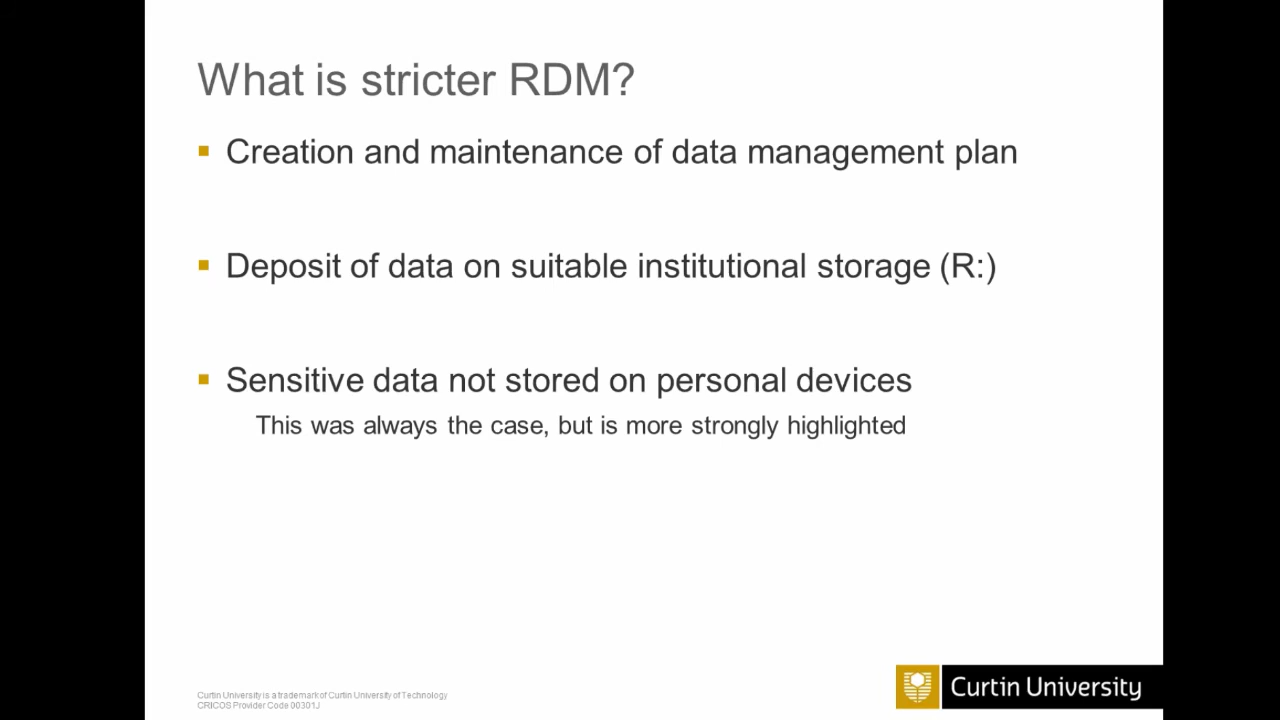 What is stricter RDM?
Creation and maintenance of data management plan
Deposit of data on suitable institutional storage (R:)
Sensitive data not stored on personal devices
This was always the case, but is more strongly highlighted
Curtin University is a trademark of Curtin University of Technology
CRICOS Provider Code 00301J
Curtin University